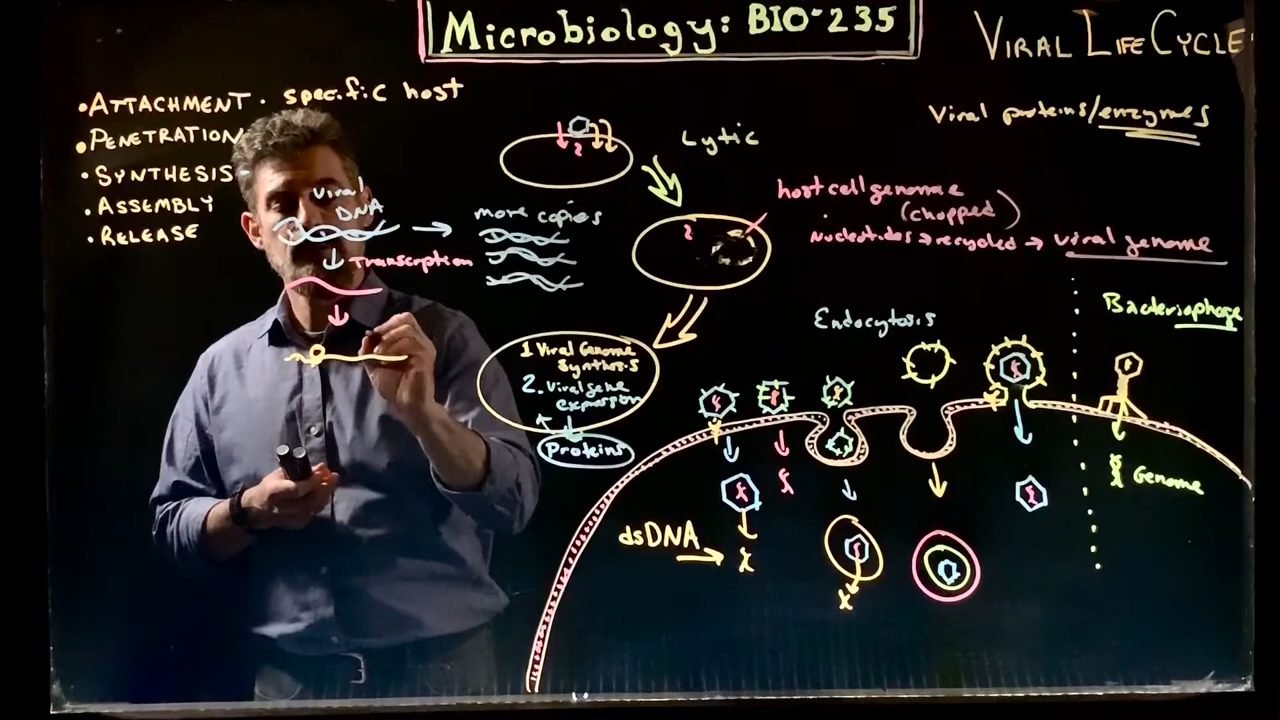 Microbiology: BIO-235
VIRAL LIFE CYCLE
• ATTACHMENT · specific host
• PENETRATION
• SYNTHESIS
• ASSEMBLY
• RELEASE
Viral proteins/enzymes
Lytic
host cell genome
(chopped)
Nucleotides → recycled → viral genome
viral
DNA
→ more copies
↓ Transcription
1 Viral Genome
Synthesis
2. Viral gene
expression
Proteins
Endocytosis
Bacteriophage
Genome
dsDNA